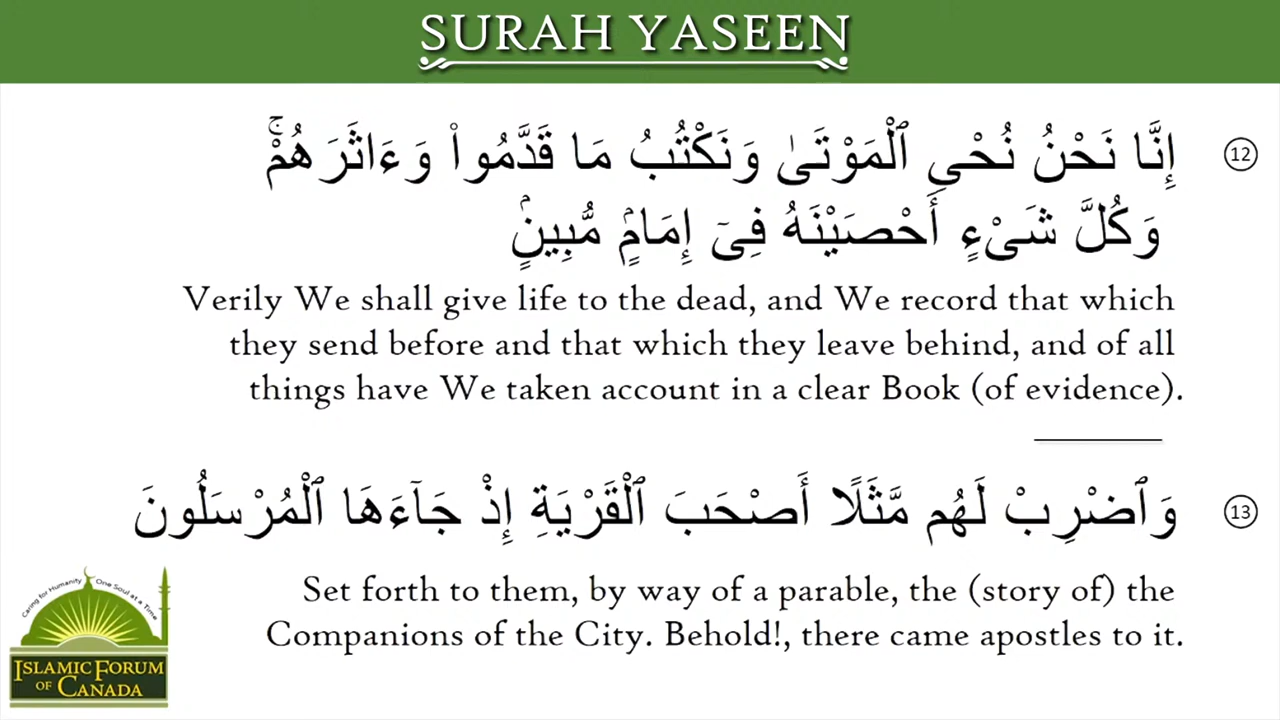 SURAH YASEEN
إِنَّا نَحْنُ نُحْىِ ٱلْمَوْتَىٰ وَنَكْتُبُ مَا قَدَّمُوا۟ وَءَاثَرَهُمْ ۚ
12
وَكُلَّ شَىْءٍ أَحْصَيْنَهُ فِىٓ إِمَامٍ مُّبِينٍ
Verily We shall give life to the dead, and We record that which
they send before and that which they leave behind, and of all
things have We taken account in a clear Book (of evidence).
وَٱضْرِبْ لَهُم مَّثَلًا أَصْحَبَ ٱلْقَرْيَةِ إِذْ جَآءَهَا ٱلْمُرْسَلُونَ
13
Set forth to them, by way of a parable, the (story of) the
Companions of the City. Behold!, there came apostles to it.
Caring for Humanity One Soul at a Time
ISLAMIC FORUM
OF CANADA